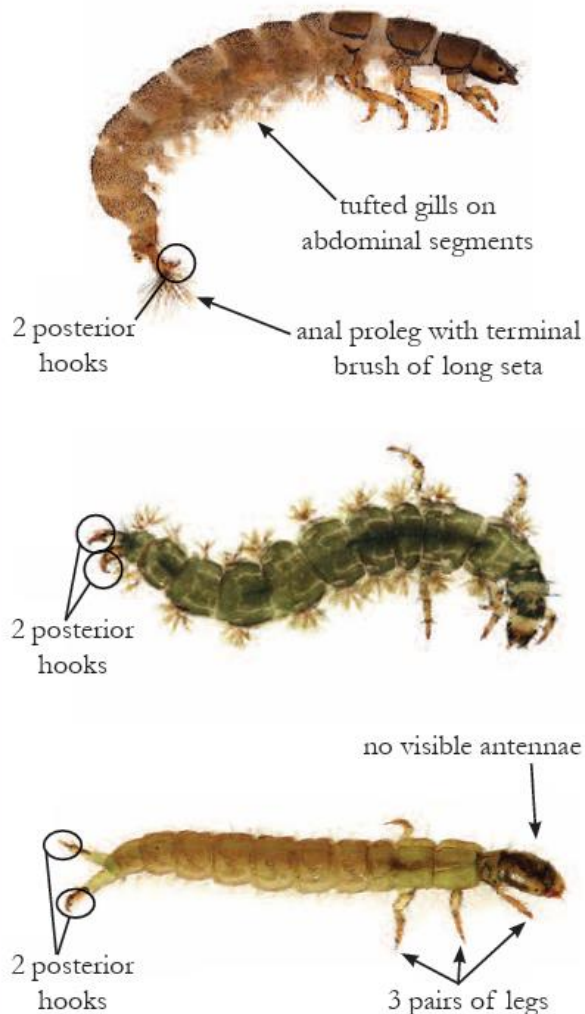 tufted gills on
abdominal segments
2 posterior
hooks
anal proleg with terminal
brush of long seta
2 posterior
hooks
no visible antennae
2 posterior
hooks
3 pairs of legs